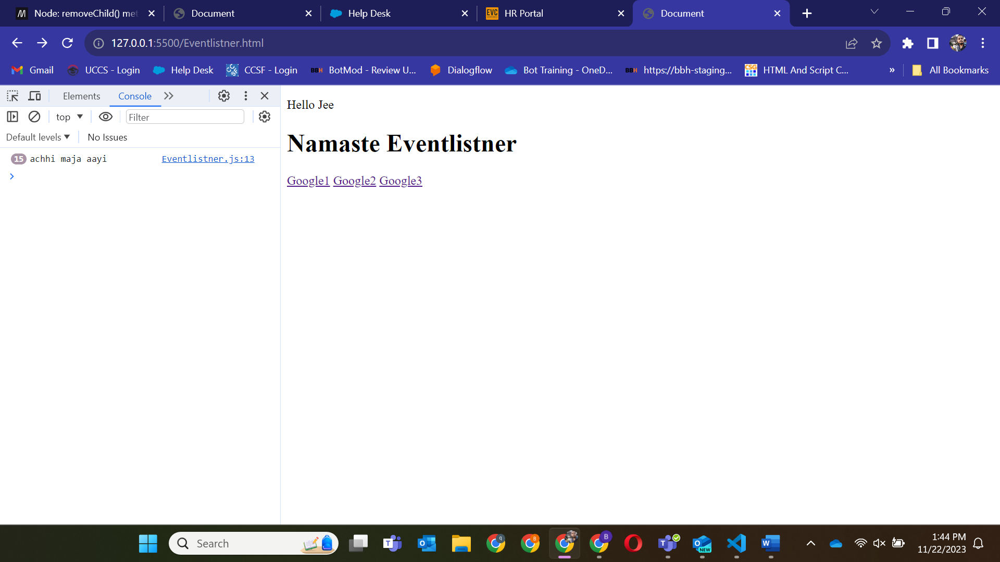 Node: removeChild() met
Document
Help Desk
HR Portal
Document
127.0.0.1:5500/Eventlistner.html
Gmail
UCCS - Login
Help Desk
CCSF - Login
BBH BotMod - Review U...
Dialogflow
Bot Training - OneD...
BBH https://bbh-staging...
HTML And Script C...
»
All Bookmarks
Elements
Console
top
Filter
Default levels
No Issues
15 achhi maja aayi
Eventlistner.js:13
Hello Jee
Namaste Eventlistner
Google1 Google2 Google3
Search
1:44 PM
11/22/2023